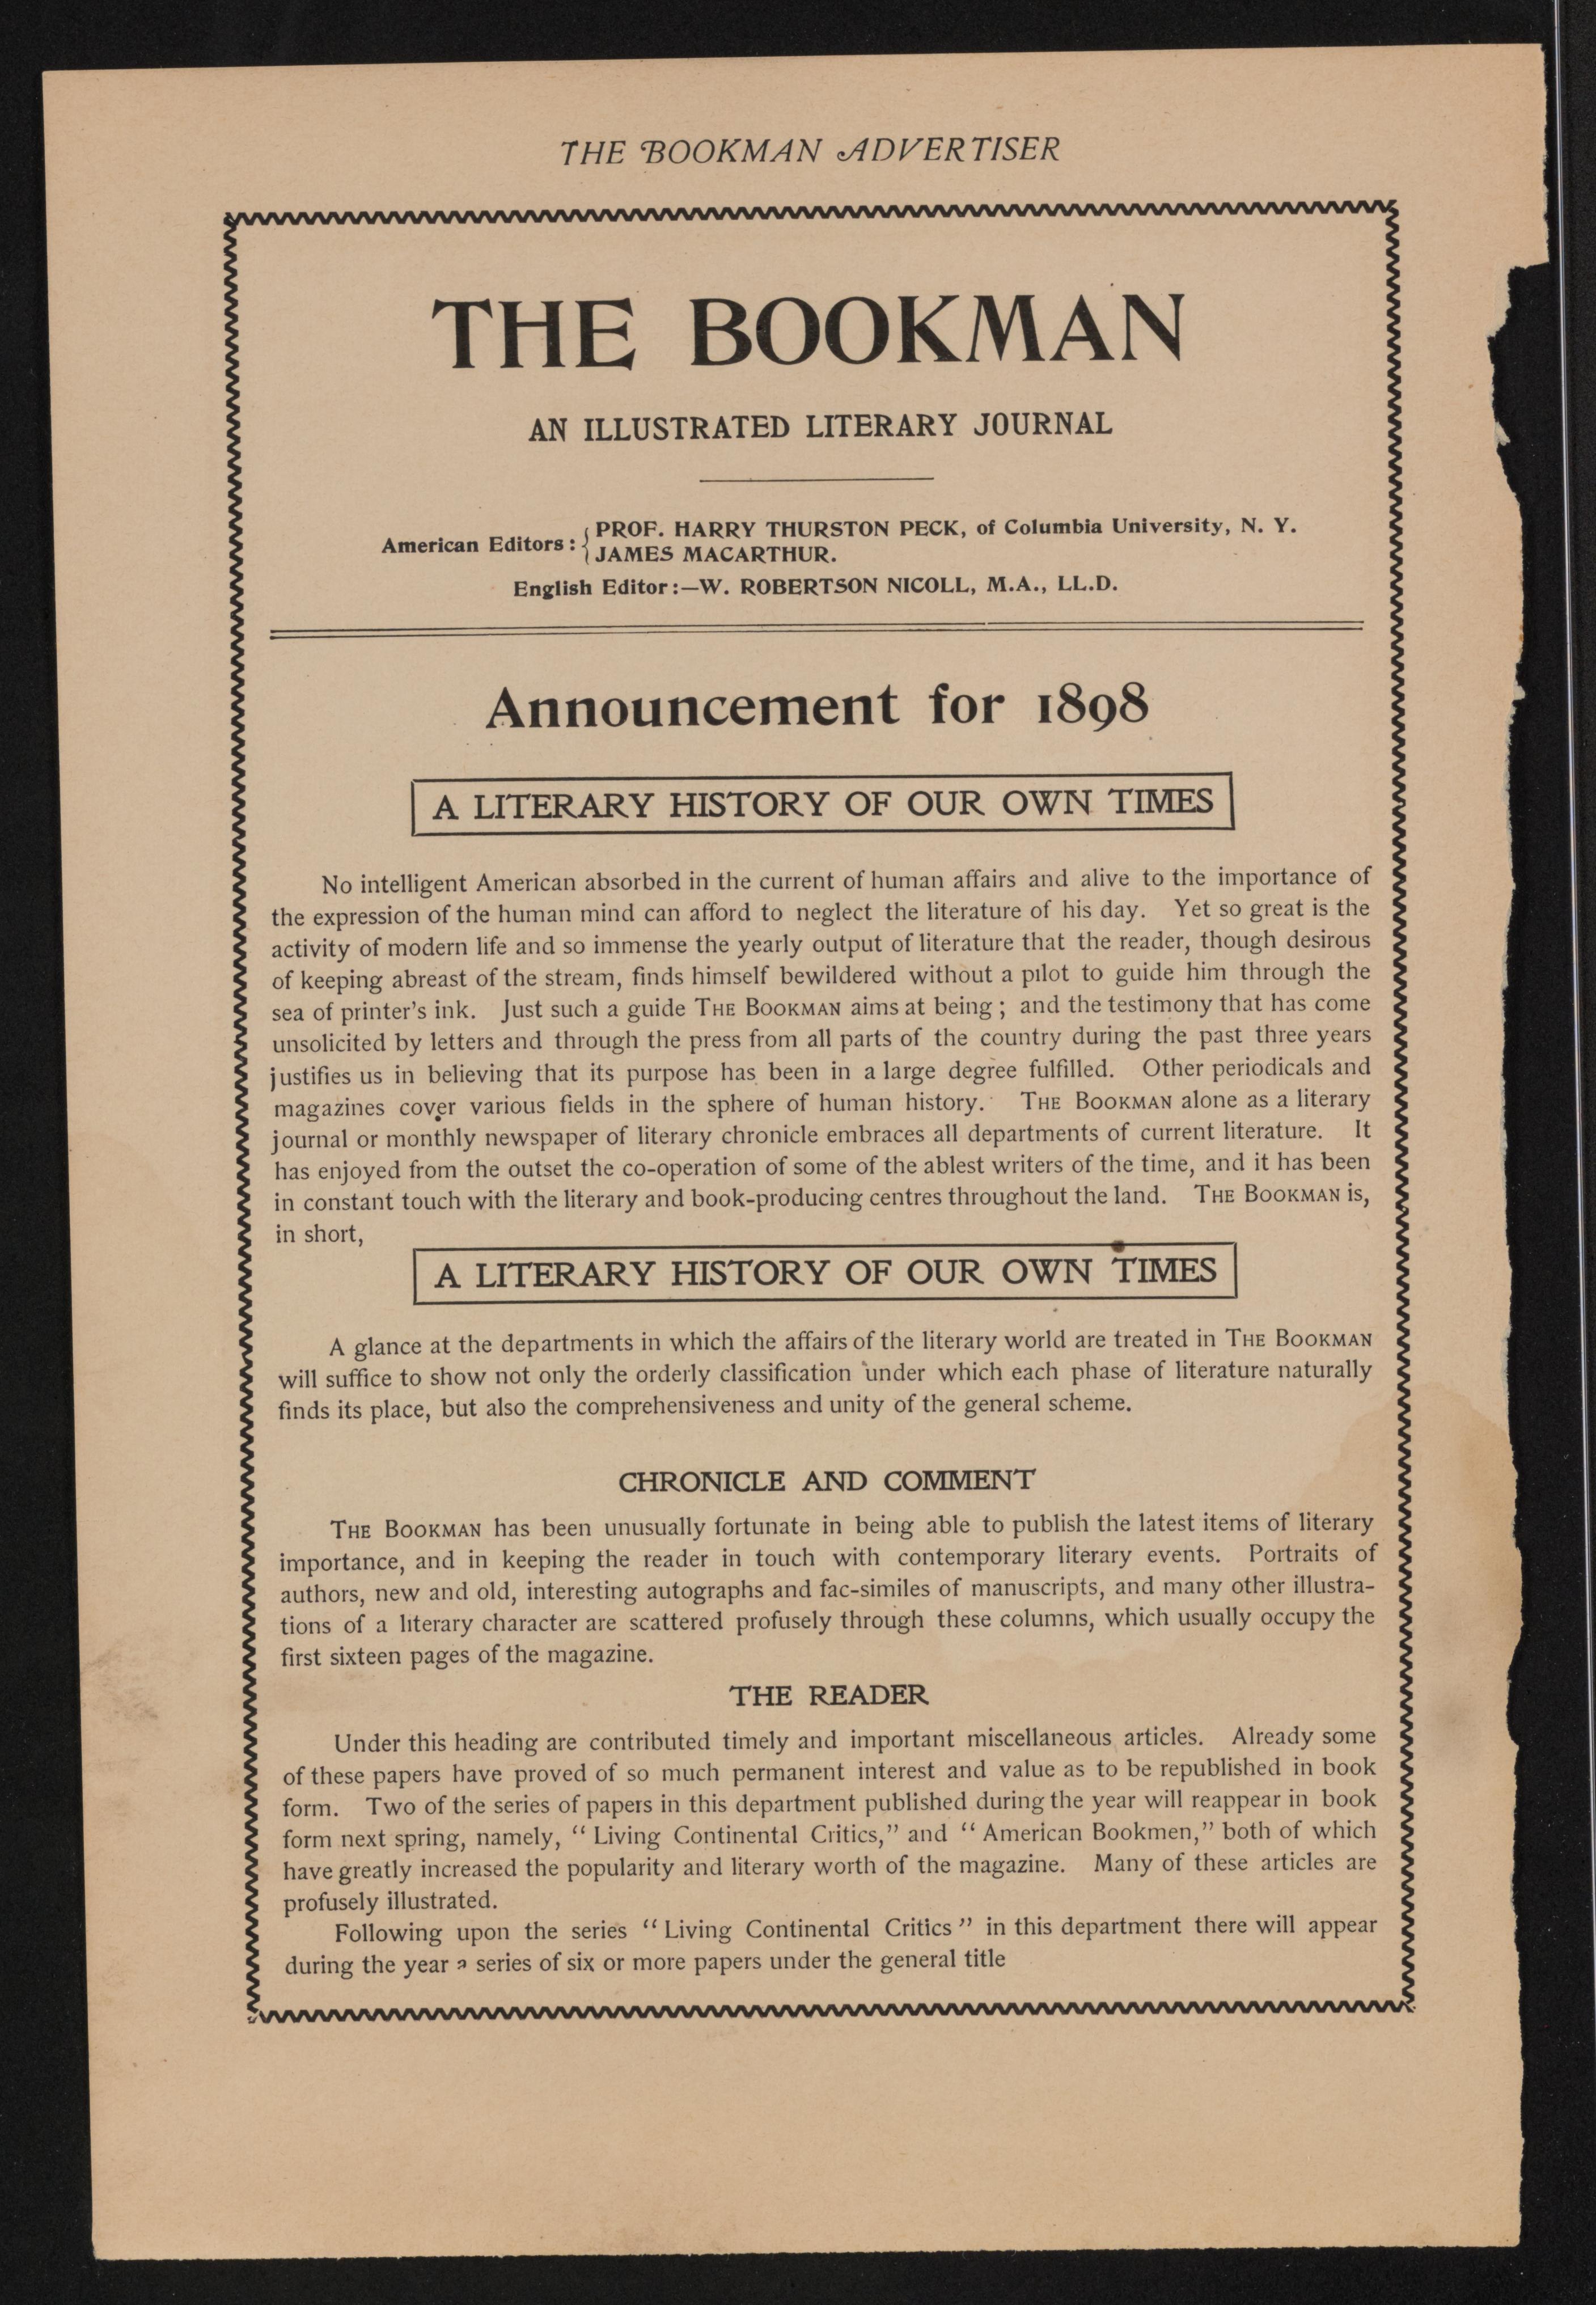 THE BOOKMAN ADVERTISER
THE BOOKMAN
AN ILLUSTRATED LITERARY JOURNAL
American Editors: { PROF. HARRY THURSTON PECK, of Columbia University, N. Y.
JAMES MACARTHUR.
English Editor:—W. ROBERTSON NICOLL, M.A., LL.D.
Announcement for 1898
A LITERARY HISTORY OF OUR OWN TIMES
No intelligent American absorbed in the current of human affairs and alive to the importance of
the expression of the human mind can afford to neglect the literature of his day. Yet so great is the
activity of modern life and so immense the yearly output of literature that the reader, though desirous
of keeping abreast of the stream, finds himself bewildered without a pilot to guide him through the
sea of printer's ink. Just such a guide THE BOOKMAN aims at being ; and the testimony that has come
unsolicited by letters and through the press from all parts of the country during the past three years
justifies us in believing that its purpose has been in a large degree fulfilled. Other periodicals and
magazines cover various fields in the sphere of human history. THE BOOKMAN alone as a literary
journal or monthly newspaper of literary chronicle embraces all departments of current literature. It
has enjoyed from the outset the co-operation of some of the ablest writers of the time, and it has been
in constant touch with the literary and book-producing centres throughout the land. THE BOOKMAN is,
in short,
A LITERARY HISTORY OF OUR OWN TIMES
A glance at the departments in which the affairs of the literary world are treated in THE BOOKMAN
will suffice to show not only the orderly classification under which each phase of literature naturally
finds its place, but also the comprehensiveness and unity of the general scheme.
CHRONICLE AND COMMENT
THE BOOKMAN has been unusually fortunate in being able to publish the latest items of literary
importance, and in keeping the reader in touch with contemporary literary events. Portraits of
authors, new and old, interesting autographs and fac-similes of manuscripts, and many other illustra-
tions of a literary character are scattered profusely through these columns, which usually occupy the
first sixteen pages of the magazine.
THE READER
Under this heading are contributed timely and important miscellaneous articles. Already some
of these papers have proved of so much permanent interest and value as to be republished in book
form. Two of the series of papers in this department published during the year will reappear in book
form next spring, namely, "Living Continental Critics," and "American Bookmen," both of which
have greatly increased the popularity and literary worth of the magazine. Many of these articles are
profusely illustrated.
Following upon the series "Living Continental Critics" in this department there will appear
during the year a series of six or more papers under the general title